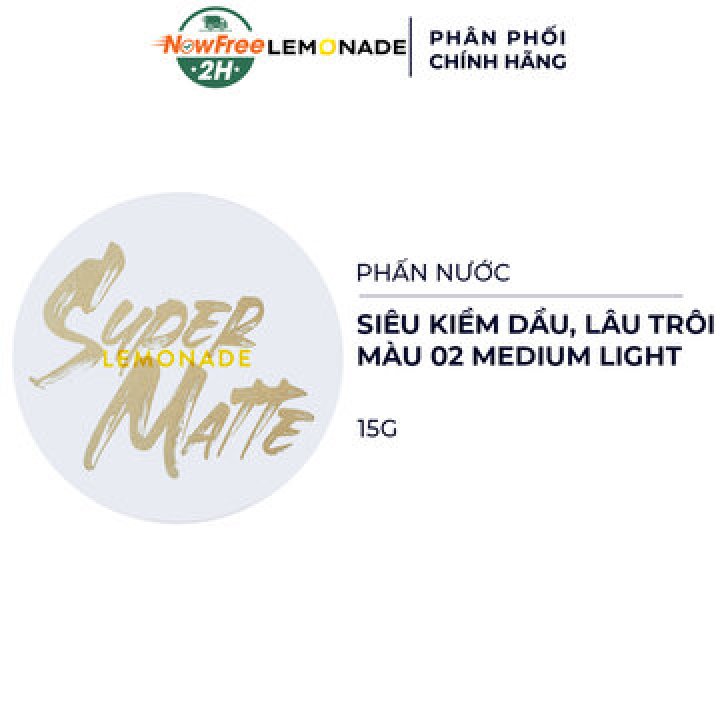 NowFree
2H
LEMONADE
PHÂN PHỐI
CHÍNH HÃNG
SUPER
LEMONADE
MATTE
PHẤN NƯỚC
SIÊU KIỀM DẦU, LÂU TRÔI
MÀU 02 MEDIUM LIGHT
15G